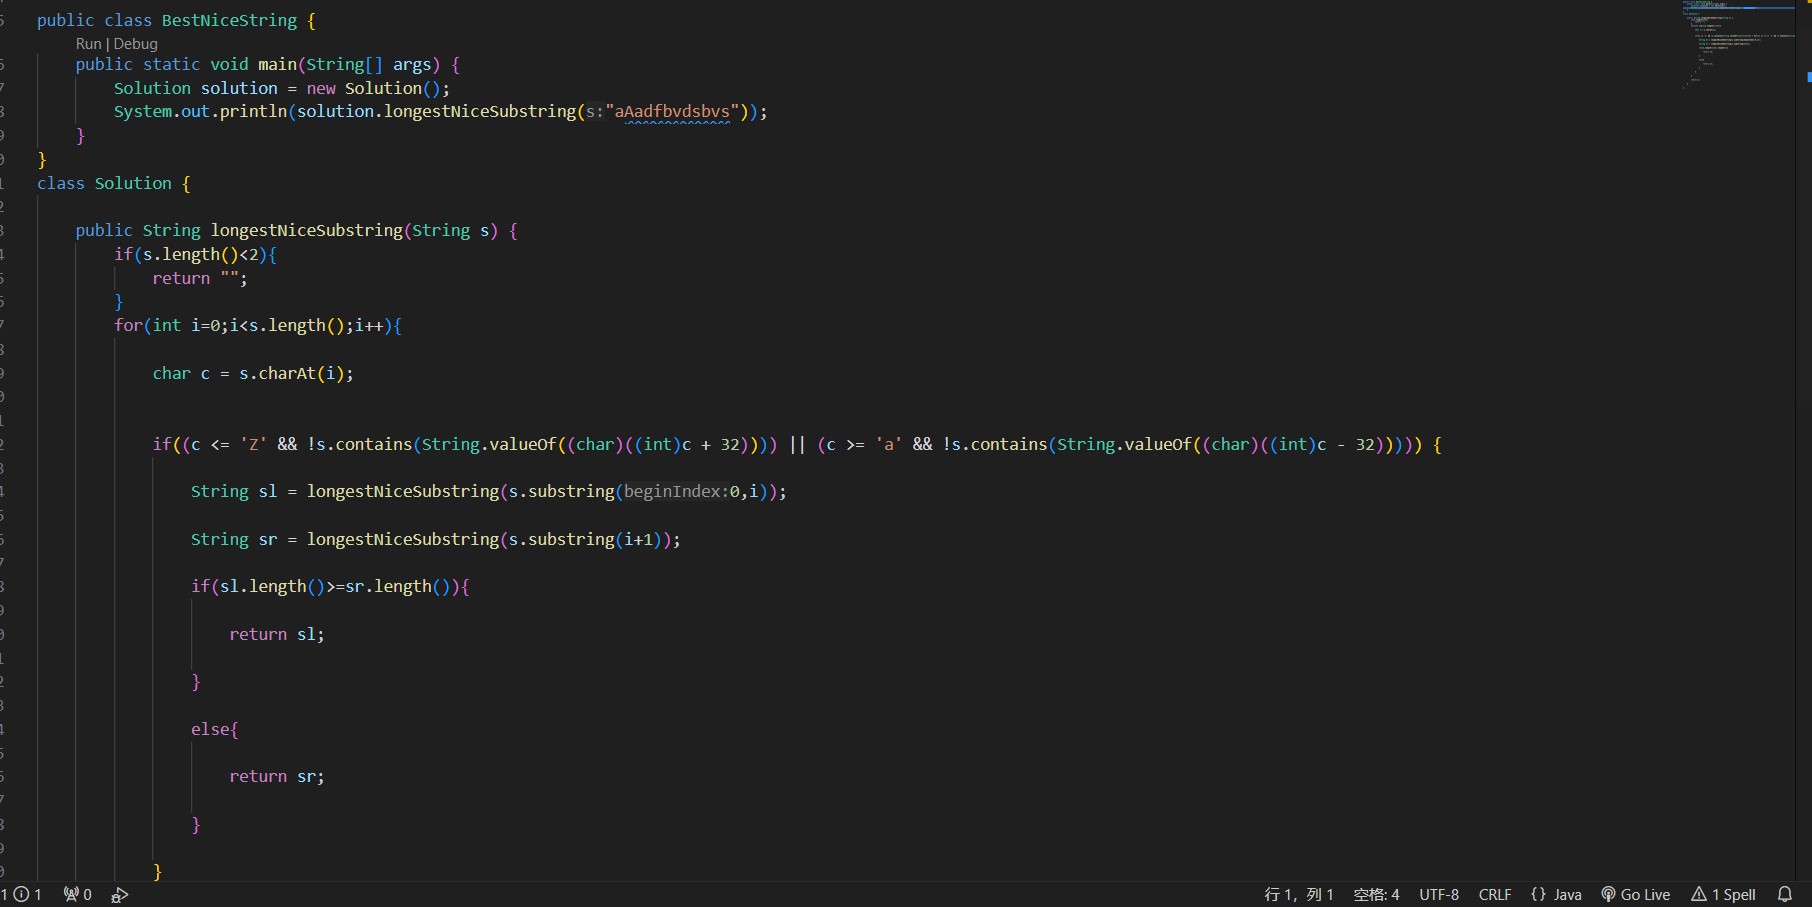 public class BestNiceString {
Run | Debug
public static void main(String[] args) {
Solution solution = new Solution();
System.out.println(solution.longestNiceSubstring(s:"aAadfbvdsbvs"));
}
}
class Solution {
public String longestNiceSubstring(String s) {
if(s.length()<2){
return "";
}
for(int i=0;i<s.length();i++){
char c = s.charAt(i);
if((c <= 'Z' && !s.contains(String.valueOf((char)((int)c + 32)))) || (c >= 'a' && !s.contains(String.valueOf((char)((int)c - 32))))) {
String sl = longestNiceSubstring(s.substring(beginIndex:0,i));
String sr = longestNiceSubstring(s.substring(i+1));
if(sl.length()>=sr.length()){
return sl;
}
else{
return sr;
}
}
1 1 0 行 1，列 1 空格: 4 UTF-8 CRLF {} Java Go Live 1 Spell